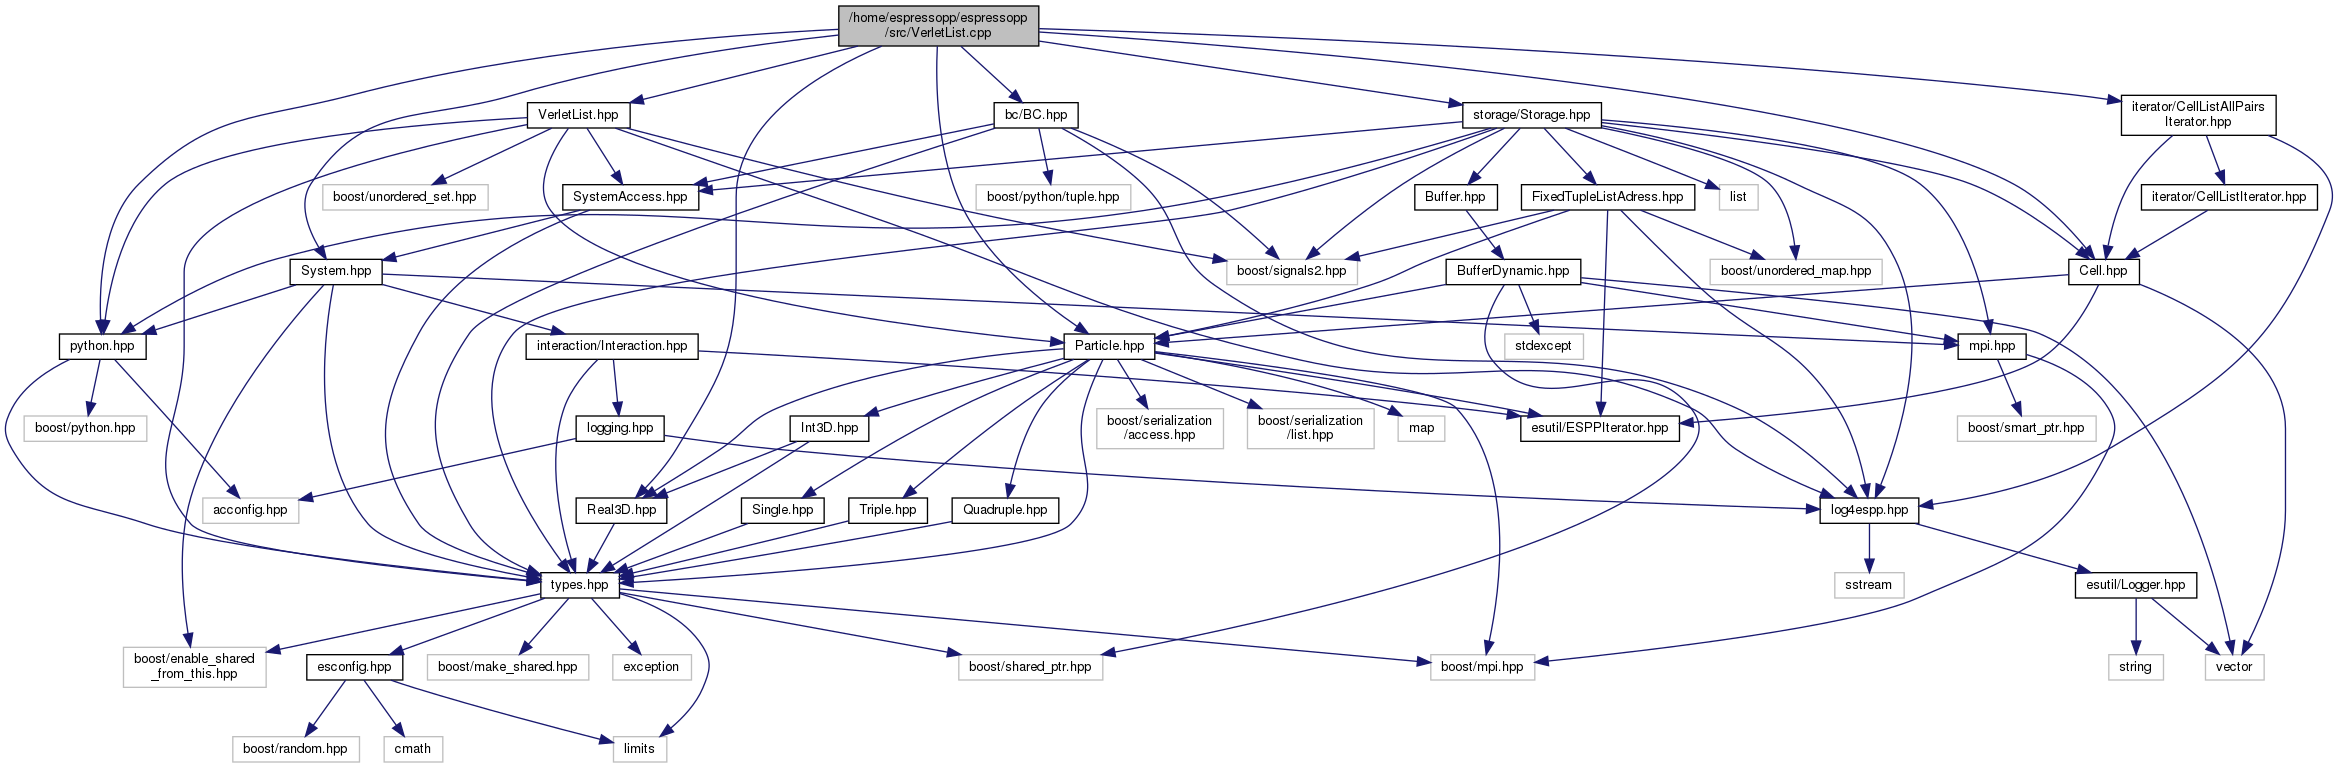 /home/espressopp/espressopp
/src/VerletList.cpp
VerletList.hpp
bc/BC.hpp
storage/Storage.hpp
iterator/CellListAllPairs
Iterator.hpp
boost/unordered_set.hpp
SystemAccess.hpp
boost/python/tuple.hpp
Buffer.hpp
FixedTupleListAdress.hpp
list
iterator/CellListIterator.hpp
System.hpp
boost/signals2.hpp
BufferDynamic.hpp
boost/unordered_map.hpp
Cell.hpp
python.hpp
interaction/Interaction.hpp
Particle.hpp
stdexcept
mpi.hpp
boost/python.hpp
logging.hpp
Int3D.hpp
boost/serialization
/access.hpp
boost/serialization
/list.hpp
map
esutil/ESPPIterator.hpp
boost/smart_ptr.hpp
acconfig.hpp
Real3D.hpp
Single.hpp
Triple.hpp
Quadruple.hpp
log4espp.hpp
types.hpp
sstream
esutil/Logger.hpp
boost/enable_shared
_from_this.hpp
esconfig.hpp
boost/make_shared.hpp
exception
boost/shared_ptr.hpp
boost/mpi.hpp
string
vector
boost/random.hpp
cmath
limits